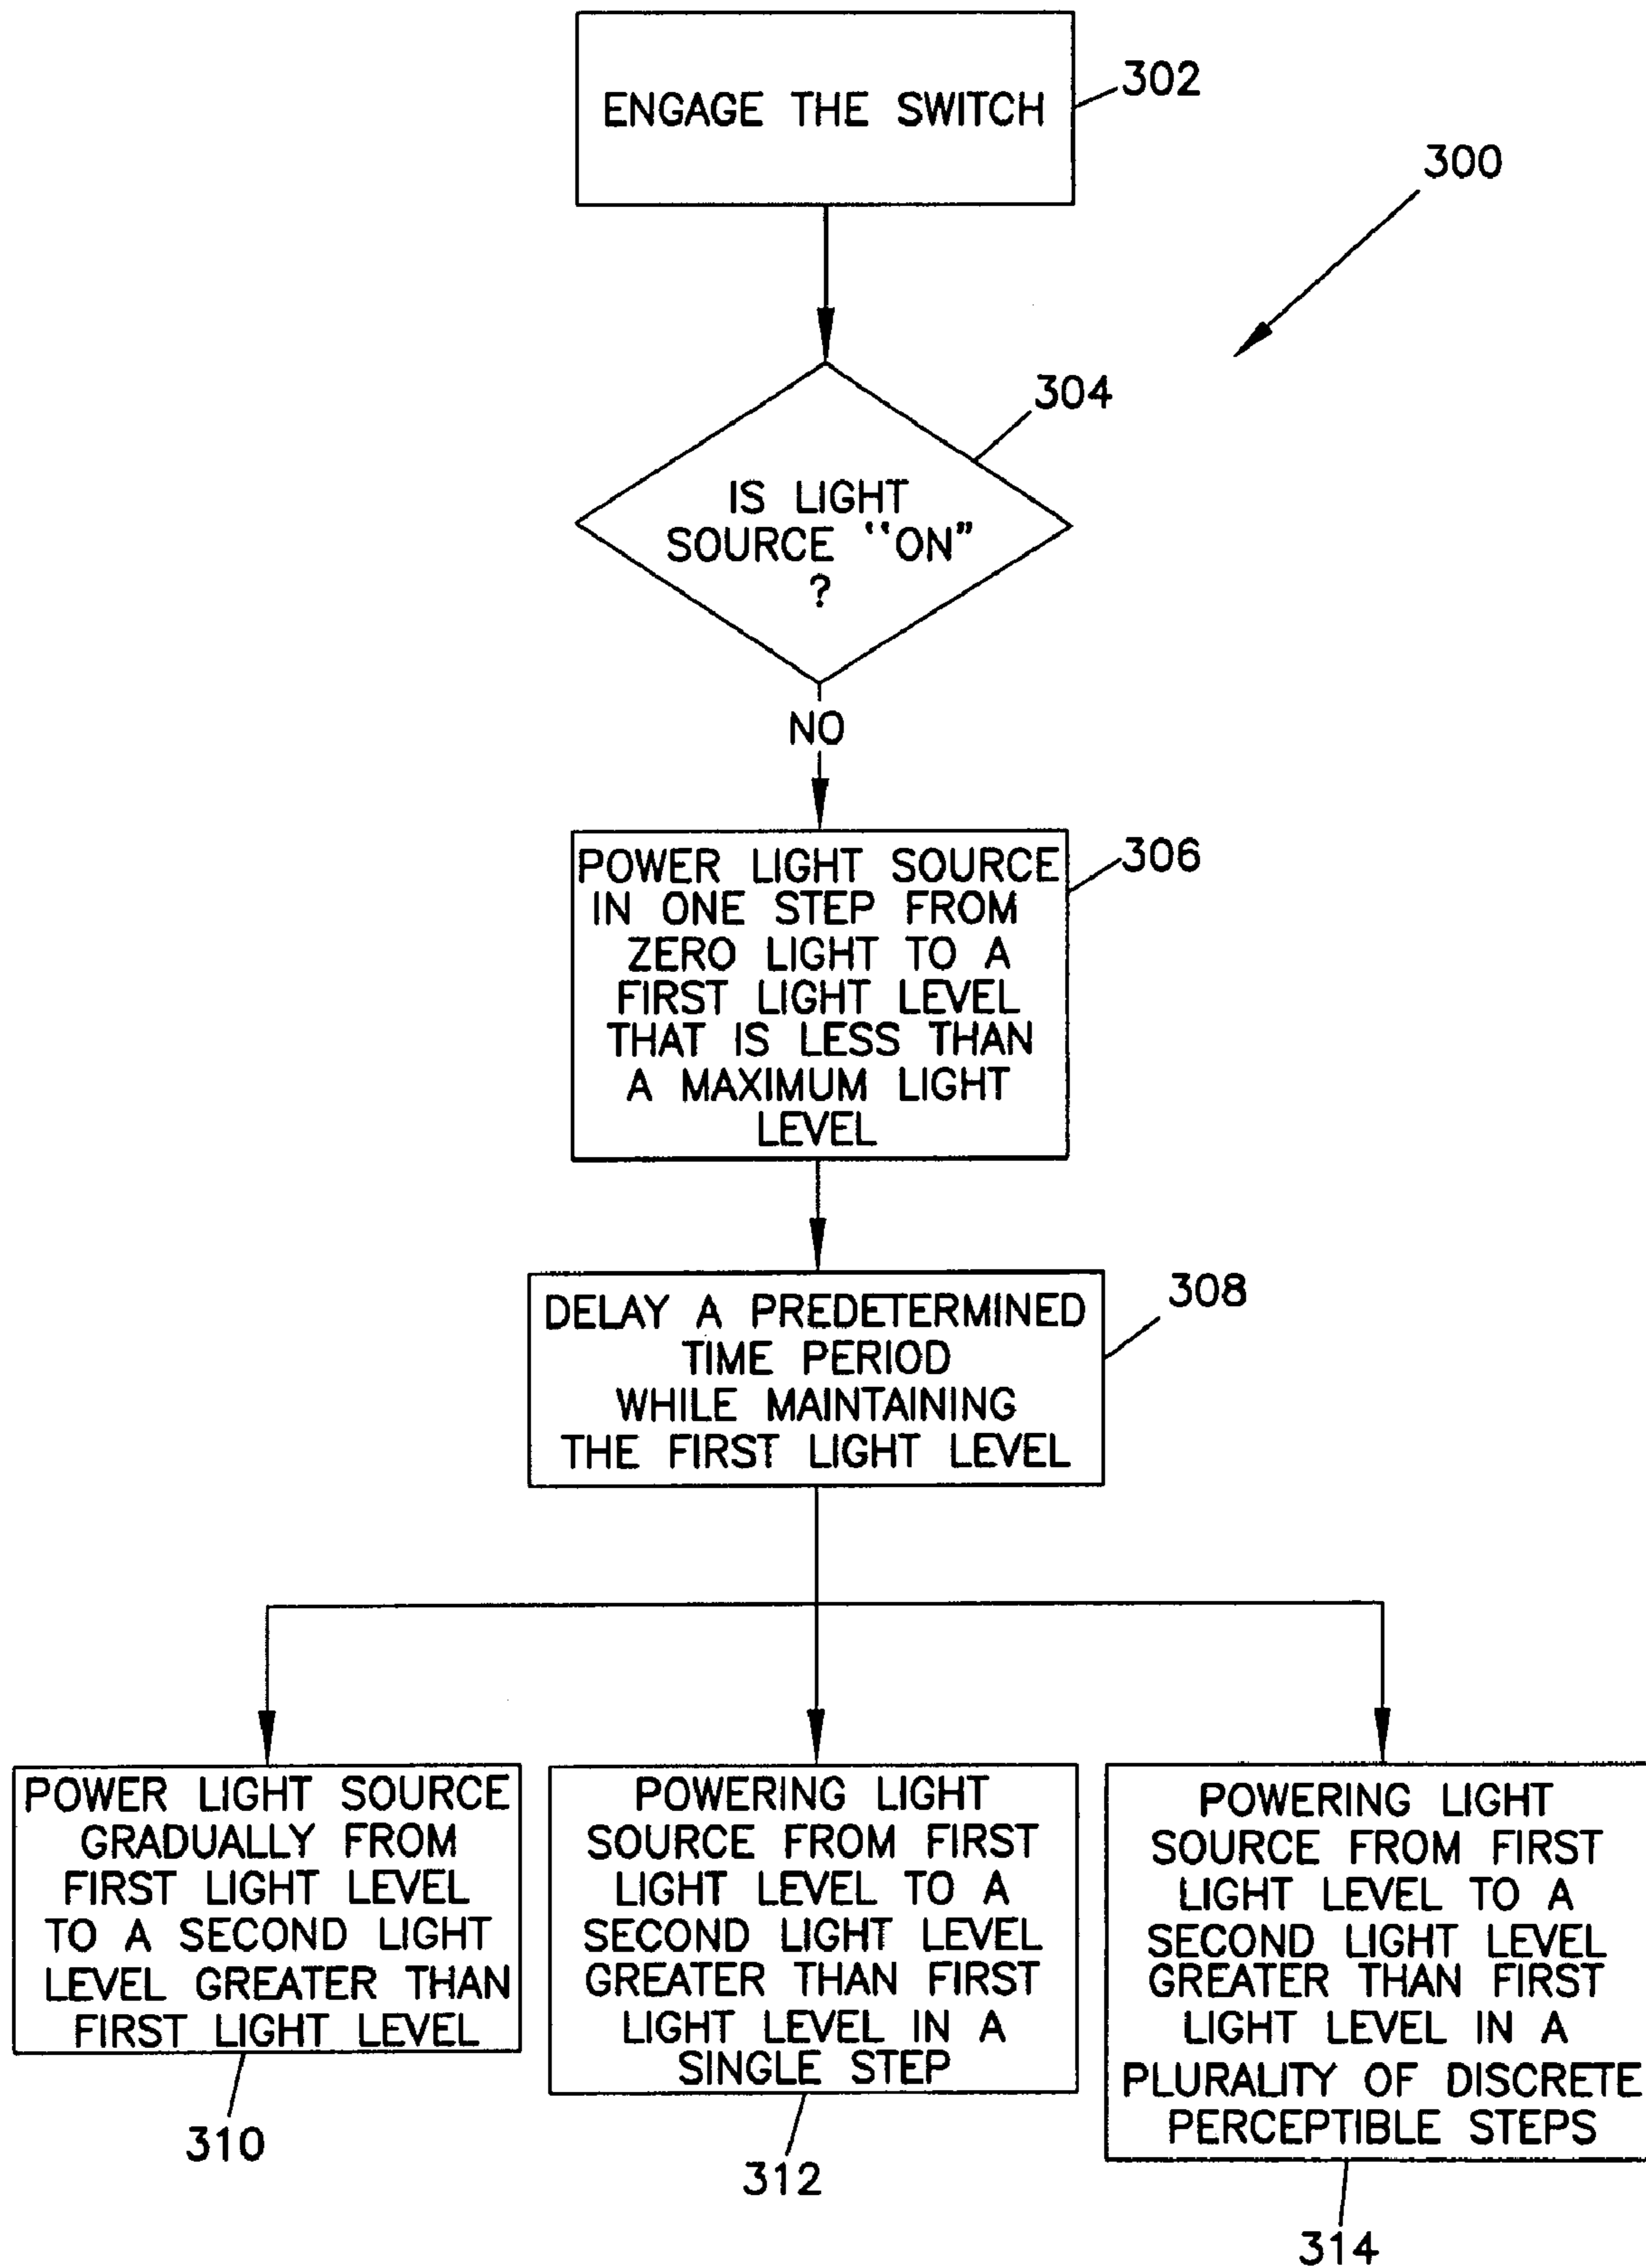 ENGAGE THE SWITCH
302
300
304
IS LIGHT
SOURCE "ON"
?
NO
POWER LIGHT SOURCE
IN ONE STEP FROM
ZERO LIGHT TO A
FIRST LIGHT LEVEL
THAT IS LESS THAN
A MAXIMUM LIGHT
LEVEL
306
DELAY A PREDETERMINED
TIME PERIOD
WHILE MAINTAINING
THE FIRST LIGHT LEVEL
308
POWER LIGHT SOURCE
GRADUALLY FROM
FIRST LIGHT LEVEL
TO A SECOND LIGHT
LEVEL GREATER THAN
FIRST LIGHT LEVEL
310
POWERING LIGHT
SOURCE FROM FIRST
LIGHT LEVEL TO A
SECOND LIGHT LEVEL
GREATER THAN FIRST
LIGHT LEVEL IN A
SINGLE STEP
312
POWERING LIGHT
SOURCE FROM FIRST
LIGHT LEVEL TO A
SECOND LIGHT LEVEL
GREATER THAN FIRST
LIGHT LEVEL IN A
PLURALITY OF DISCRETE
PERCEPTIBLE STEPS
314